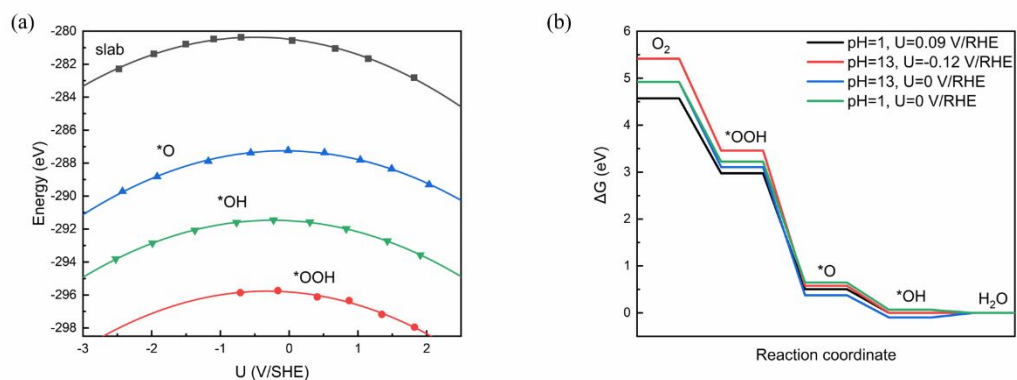 (a)
-280
-282
-284
-286
-288
-290
-292
-294
-296
-298
Energy (eV)
slab
*O
*OH
*OOH
-3 -2 -1 0 1 2
U (V/SHE)
(b)
6
5
4
3
2
1
0
ΔG (eV)
O₂
*OOH
*O
*OH
H₂O
pH=1, U=0.09 V/RHE
pH=13, U=-0.12 V/RHE
pH=13, U=0 V/RHE
pH=1, U=0 V/RHE
Reaction coordinate